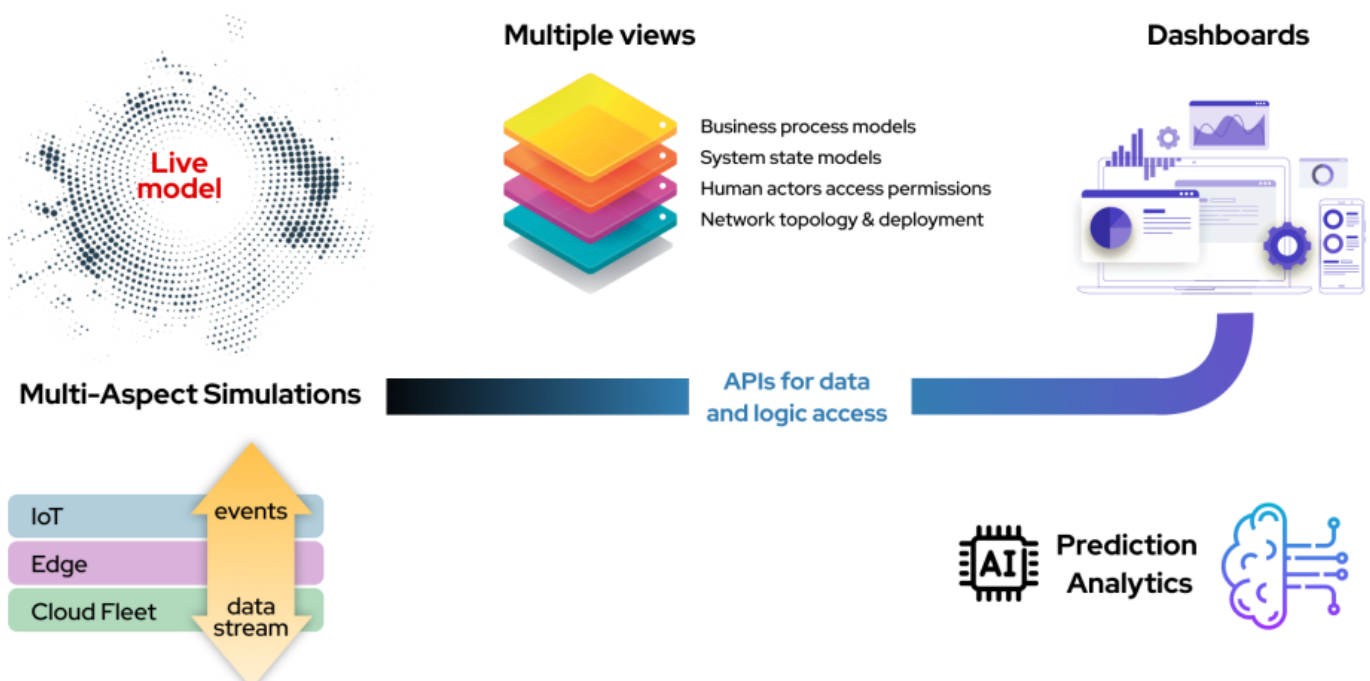 Multiple views
Dashboards
Live
model
Business process models
System state models
Human actors access permissions
Network topology & deployment
Multi-Aspect Simulations
APIs for data
and logic access
events
IoT
Edge
Cloud Fleet
data
stream
AI
Prediction
Analytics